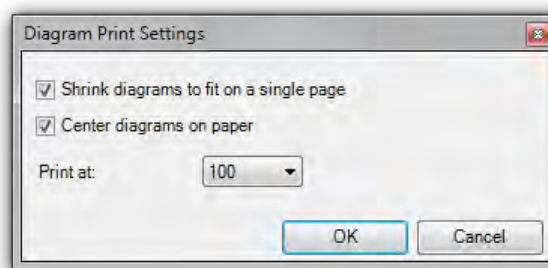 Diagram Print Settings
Shrink diagrams to fit on a single page
Center diagrams on paper
Print at: 100
OK Cancel